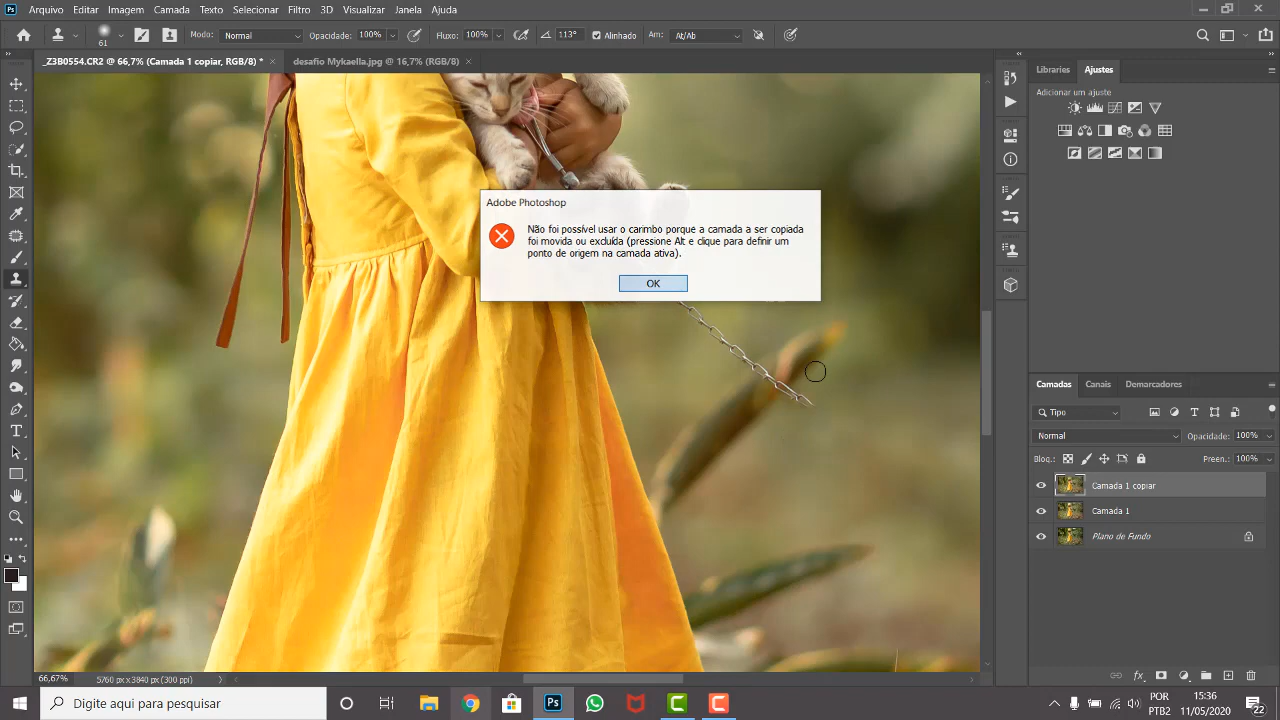 Ps Arquivo Editar Imagem Camada Texto Selecionar Filtro 3D Visualizar Janela Ajuda
61 Modo: Normal Opacidade: 100% Fluxo: 100% 113° Alinhado Am: At/Ab
_Z3B0554.CR2 @ 66,7% (Camada 1 copiar, RGB/8) * desafio Mykaella.jpg @ 16,7% (RGB/8)
Libraries Ajustes
Adicionar um ajuste
Adobe Photoshop
Não foi possível usar o carimbo porque a camada a ser copiada
foi movida ou excluída (pressione Alt e clique para definir um
ponto de origem na camada ativa).
OK
Camadas Canais Demarcadores
Tipo
Normal Opacidade: 100%
Bloq.: Preen.: 100%
Camada 1 copiar
Camada 1
Plano de Fundo
66,67% 5760 px x 3840 px (300 ppi)
Digite aqui para pesquisar
Ps
POR 15:36
PTB2 11/05/2020
22